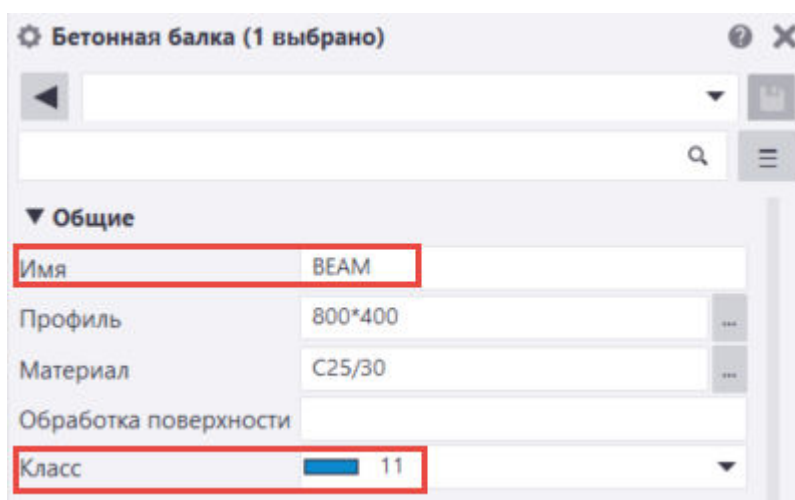 Бетонная балка (1 выбрано)
Общие
Имя BEAM
Профиль 800*400 ...
Материал C25/30 ...
Обработка поверхности
Класс 11